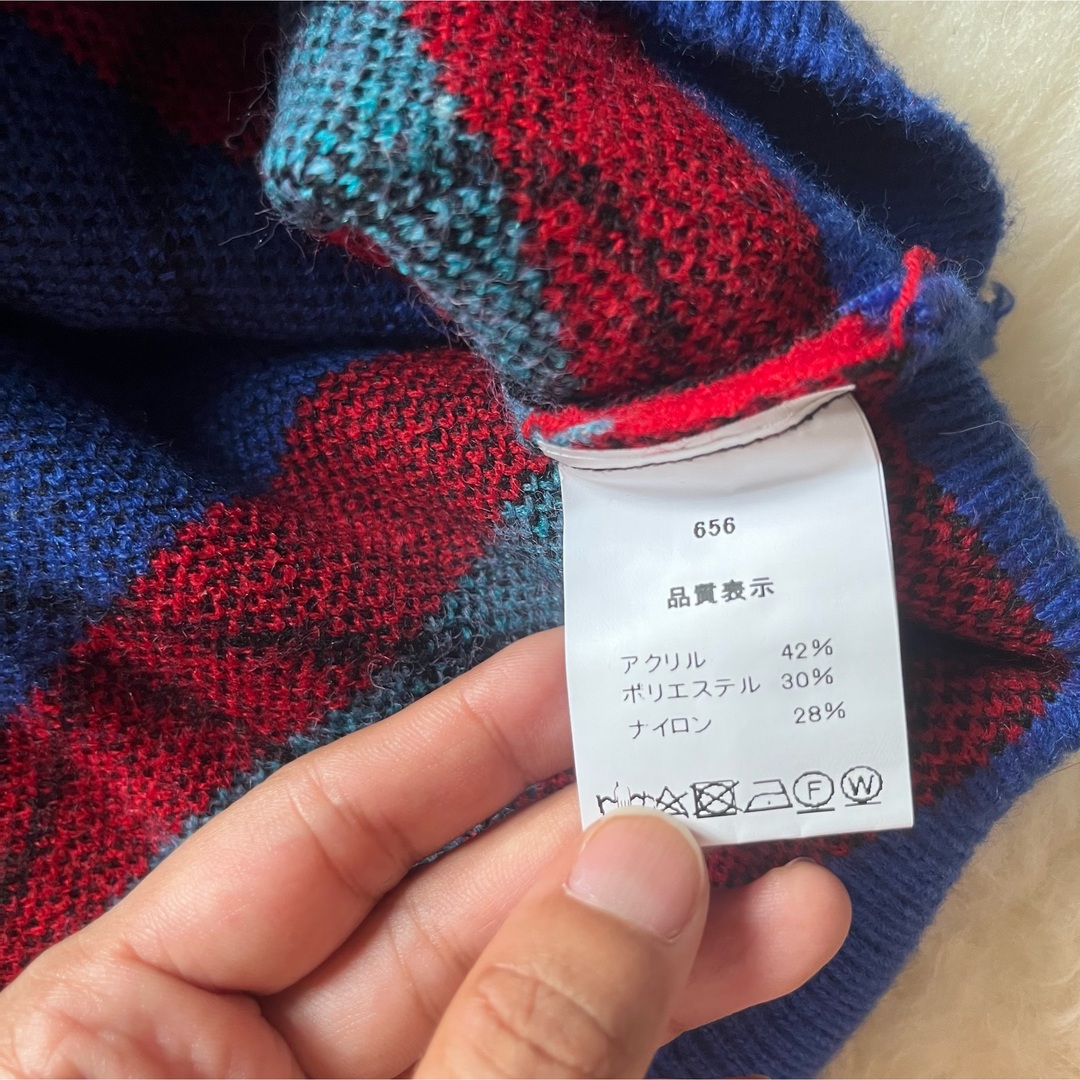 656
品質表示
アクリル 42%
ポリエステル 30%
ナイロン 28%
F W